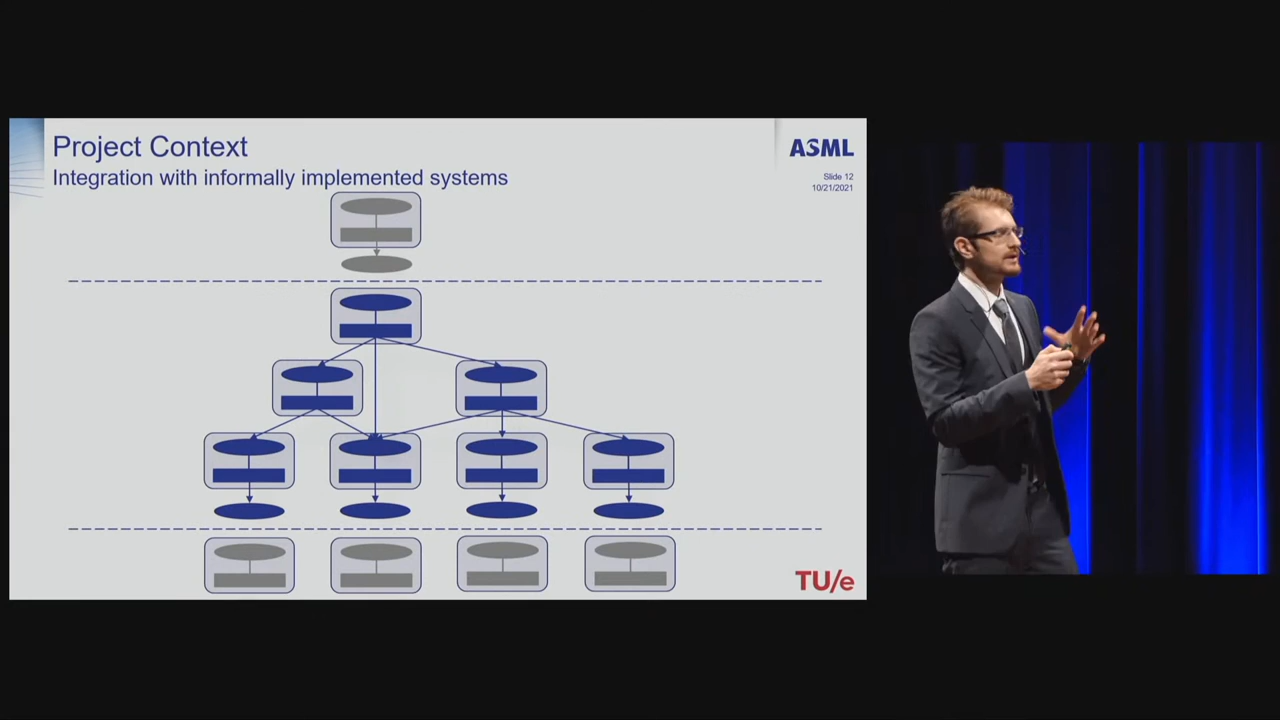 Project Context
Integration with informally implemented systems
ASML
Slide 12
10/21/2021
TU/e